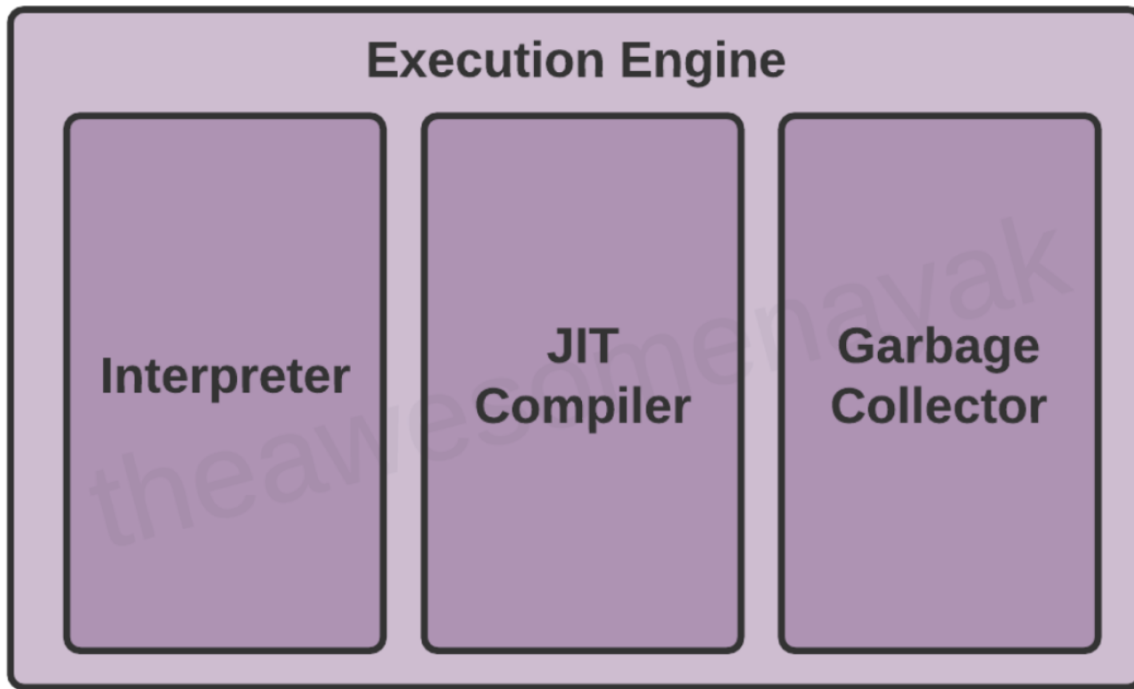 Execution Engine
Interpreter
JIT
Compiler
Garbage
Collector
theawesomenayak